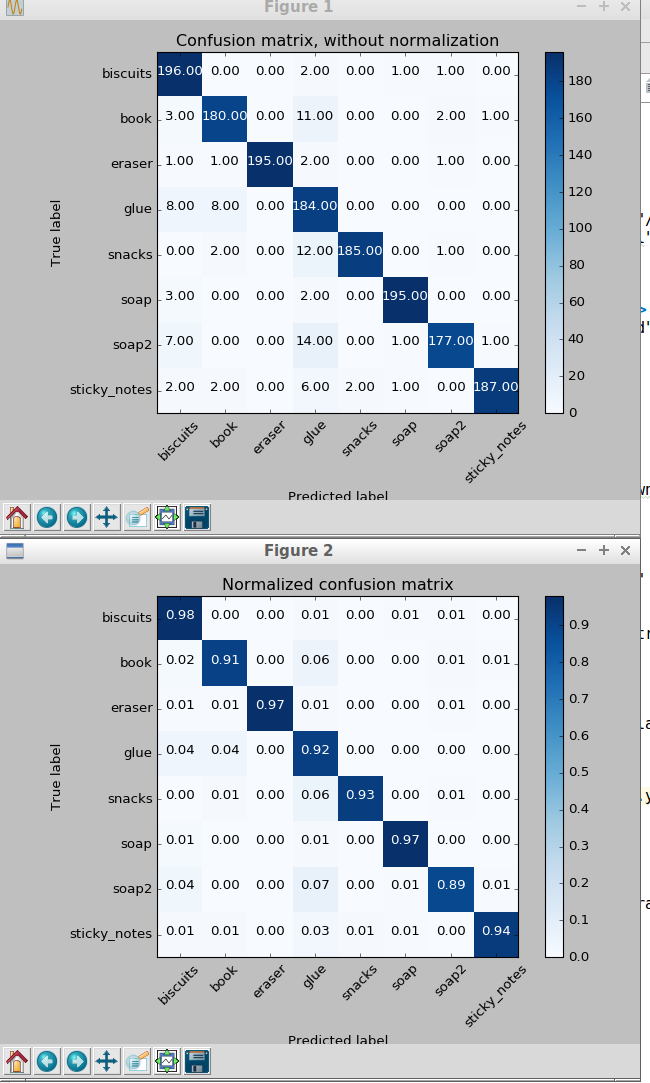 Figure 1
Confusion matrix, without normalization
biscuits 196.00 0.00 0.00 2.00 0.00 1.00 1.00 0.00
book 3.00 180.00 0.00 11.00 0.00 0.00 2.00 1.00
eraser 1.00 1.00 195.00 2.00 0.00 0.00 1.00 0.00
glue 8.00 8.00 0.00 184.00 0.00 0.00 0.00 0.00
snacks 0.00 2.00 0.00 12.00 185.00 0.00 1.00 0.00
soap 3.00 0.00 0.00 2.00 0.00 195.00 0.00 0.00
soap2 7.00 0.00 0.00 14.00 0.00 1.00 177.00 1.00
sticky_notes 2.00 2.00 0.00 6.00 2.00 1.00 0.00 187.00
True label
biscuits book eraser glue snacks soap soap2 sticky_notes
Predicted label
180
160
140
120
100
80
60
40
20
0
Figure 2
Normalized confusion matrix
biscuits 0.98 0.00 0.00 0.01 0.00 0.01 0.01 0.00
book 0.02 0.91 0.00 0.06 0.00 0.00 0.01 0.01
eraser 0.01 0.01 0.97 0.01 0.00 0.00 0.01 0.00
glue 0.04 0.04 0.00 0.92 0.00 0.00 0.00 0.00
snacks 0.00 0.01 0.00 0.06 0.93 0.00 0.01 0.00
soap 0.01 0.00 0.00 0.01 0.00 0.97 0.00 0.00
soap2 0.04 0.00 0.00 0.07 0.00 0.01 0.89 0.01
sticky_notes 0.01 0.01 0.00 0.03 0.01 0.01 0.00 0.94
True label
biscuits book eraser glue snacks soap soap2 sticky_notes
Predicted label
0.9
0.8
0.7
0.6
0.5
0.4
0.3
0.2
0.1
0.0